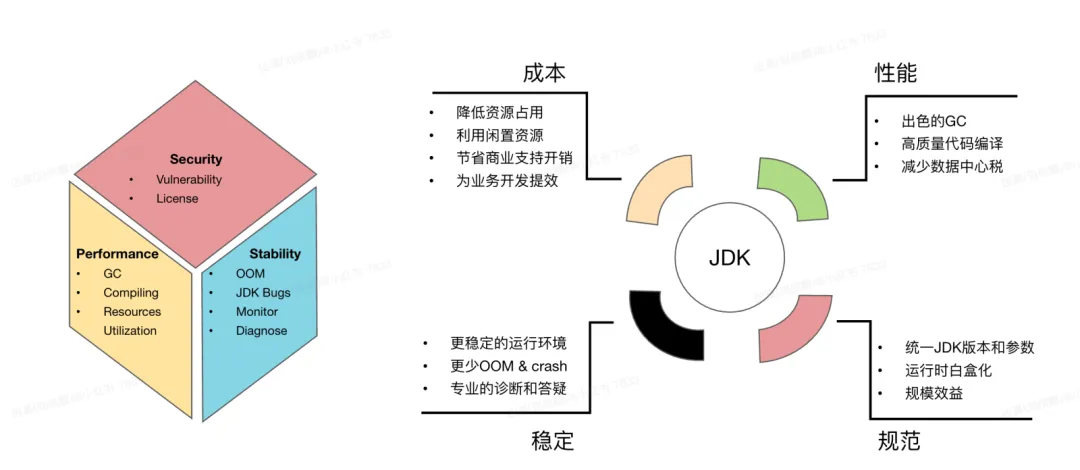 Security
• Vulnerability
• License
Performance
• GC
• Compiling
• Resources
Utilization
Stability
• OOM
• JDK Bugs
• Monitor
• Diagnose
成本
• 降低资源占用
• 利用闲置资源
• 节省商业支持开销
• 为业务开发提效
性能
• 出色的GC
• 高质量代码编译
• 减少数据中心税
JDK
• 更稳定的运行环境
• 更少OOM & crash
• 专业的诊断和答疑
稳定
• 统一JDK版本和参数
• 运行时白盒化
• 规模效益
规范